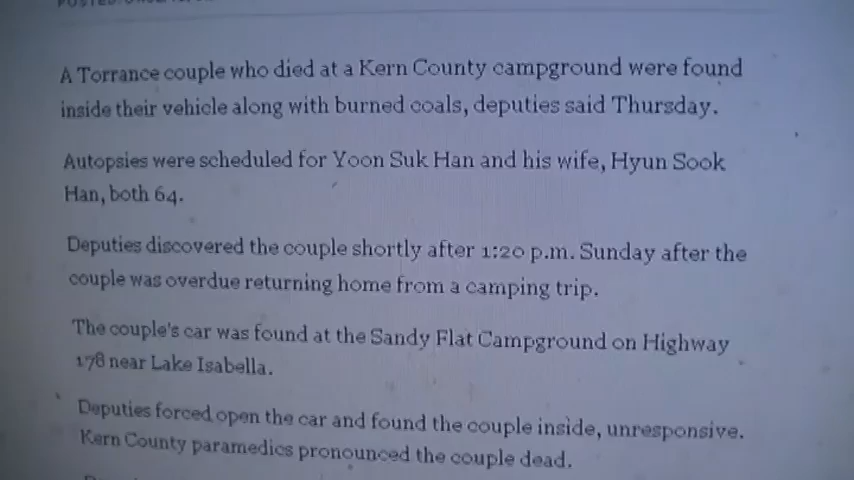 A Torrance couple who died at a Kern County campground were found
inside their vehicle along with burned coals, deputies said Thursday.
Autopsies were scheduled for Yoon Suk Han and his wife, Hyun Sook
Han, both 64.
Deputies discovered the couple shortly after 1:20 p.m. Sunday after the
couple was overdue returning home from a camping trip.
The couple's car was found at the Sandy Flat Campground on Highway
178 near Lake Isabella.
Deputies forced open the car and found the couple inside, unresponsive.
Kern County paramedics pronounced the couple dead.